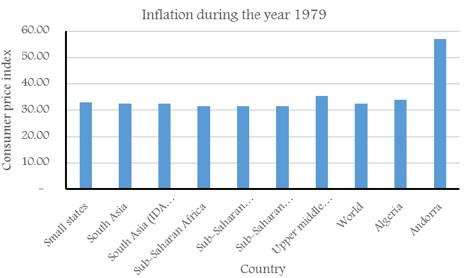 Inflation during the year 1979
Consumer price index
60.00
50.00
40.00
30.00
20.00
10.00
-
Small states
South Asia
South Asia (IDA…
Sub-Saharan Africa
Sub-Saharan…
Sub-Saharan…
Upper middle…
World
Algeria
Andorra
Country